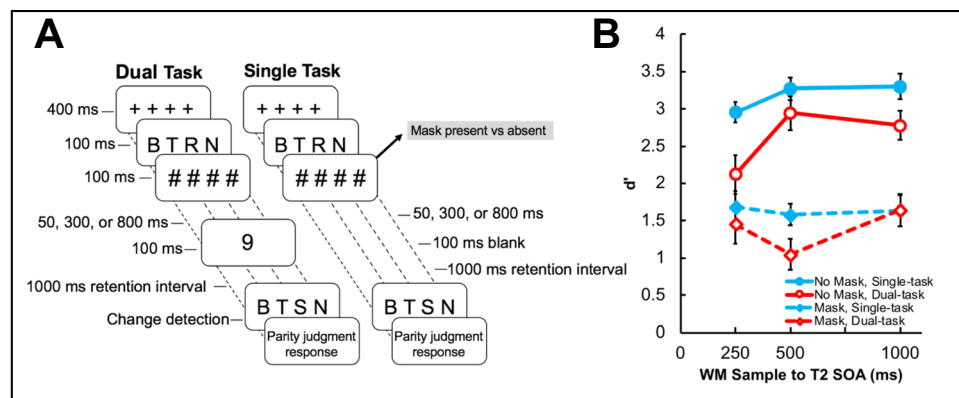 A
Dual Task
Single Task
400 ms
+ + + +
+ + + +
Mask present vs absent
100 ms
B T R N
B T R N
100 ms
# # # #
# # # #
50, 300, or 800 ms
50, 300, or 800 ms
100 ms
9
100 ms blank
1000 ms retention interval
1000 ms retention interval
Change detection
B T S N
B T S N
Parity judgment
response
Parity judgment
response
B
4
3.5
3
2.5
2
1.5
1
0.5
0
d'
No Mask, Single-task
No Mask, Dual-task
Mask, Single-task
Mask, Dual-task
0 250 500 1000
WM Sample to T2 SOA (ms)